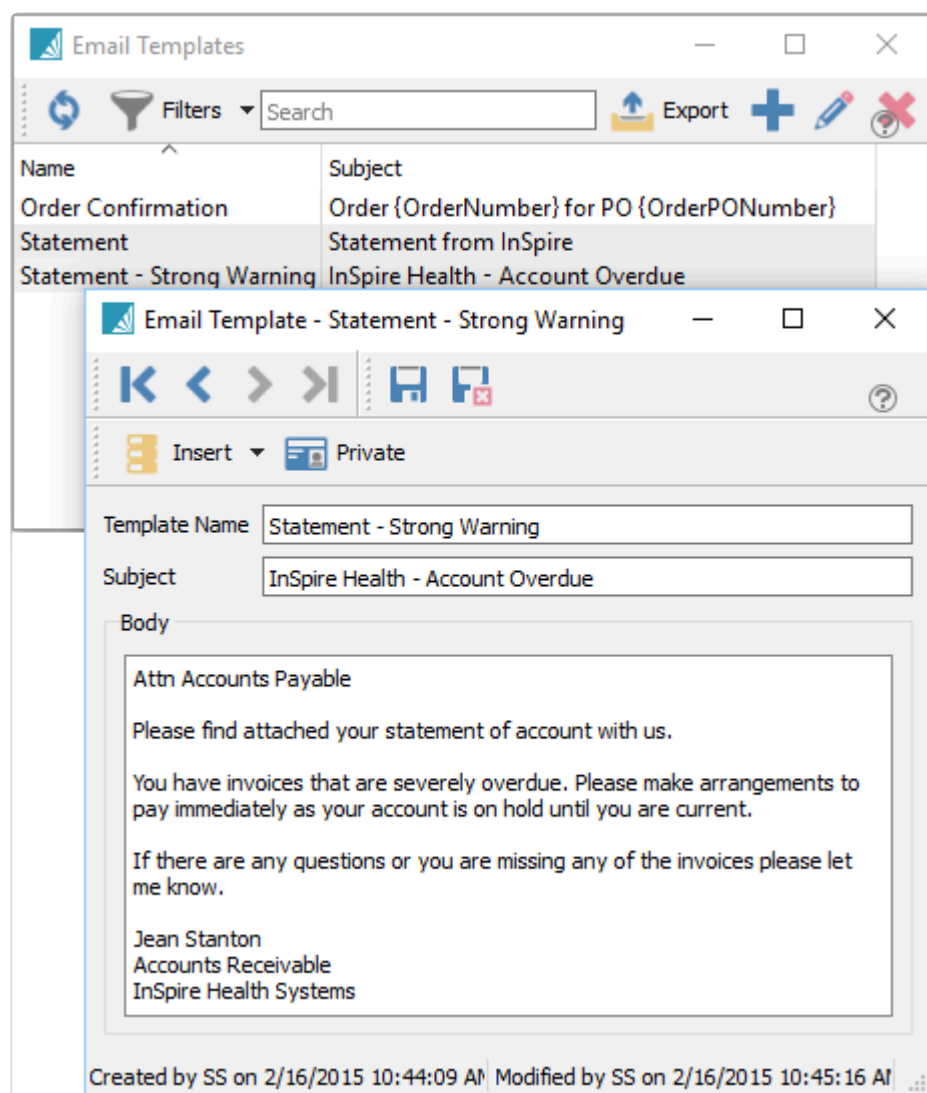 Email Templates
Filters Search Export
Name Subject
Order Confirmation Order {OrderNumber} for PO {OrderPONumber}
Statement Statement from InSpire
Statement - Strong Warning InSpire Health - Account Overdue
Email Template - Statement - Strong Warning
Insert Private
Template Name Statement - Strong Warning
Subject InSpire Health - Account Overdue
Body
Attn Accounts Payable
Please find attached your statement of account with us.
You have invoices that are severely overdue. Please make arrangements to
pay immediately as your account is on hold until you are current.
If there are any questions or you are missing any of the invoices please let
me know.
Jean Stanton
Accounts Receivable
InSpire Health Systems
Created by SS on 2/16/2015 10:44:09 AM Modified by SS on 2/16/2015 10:45:16 AM